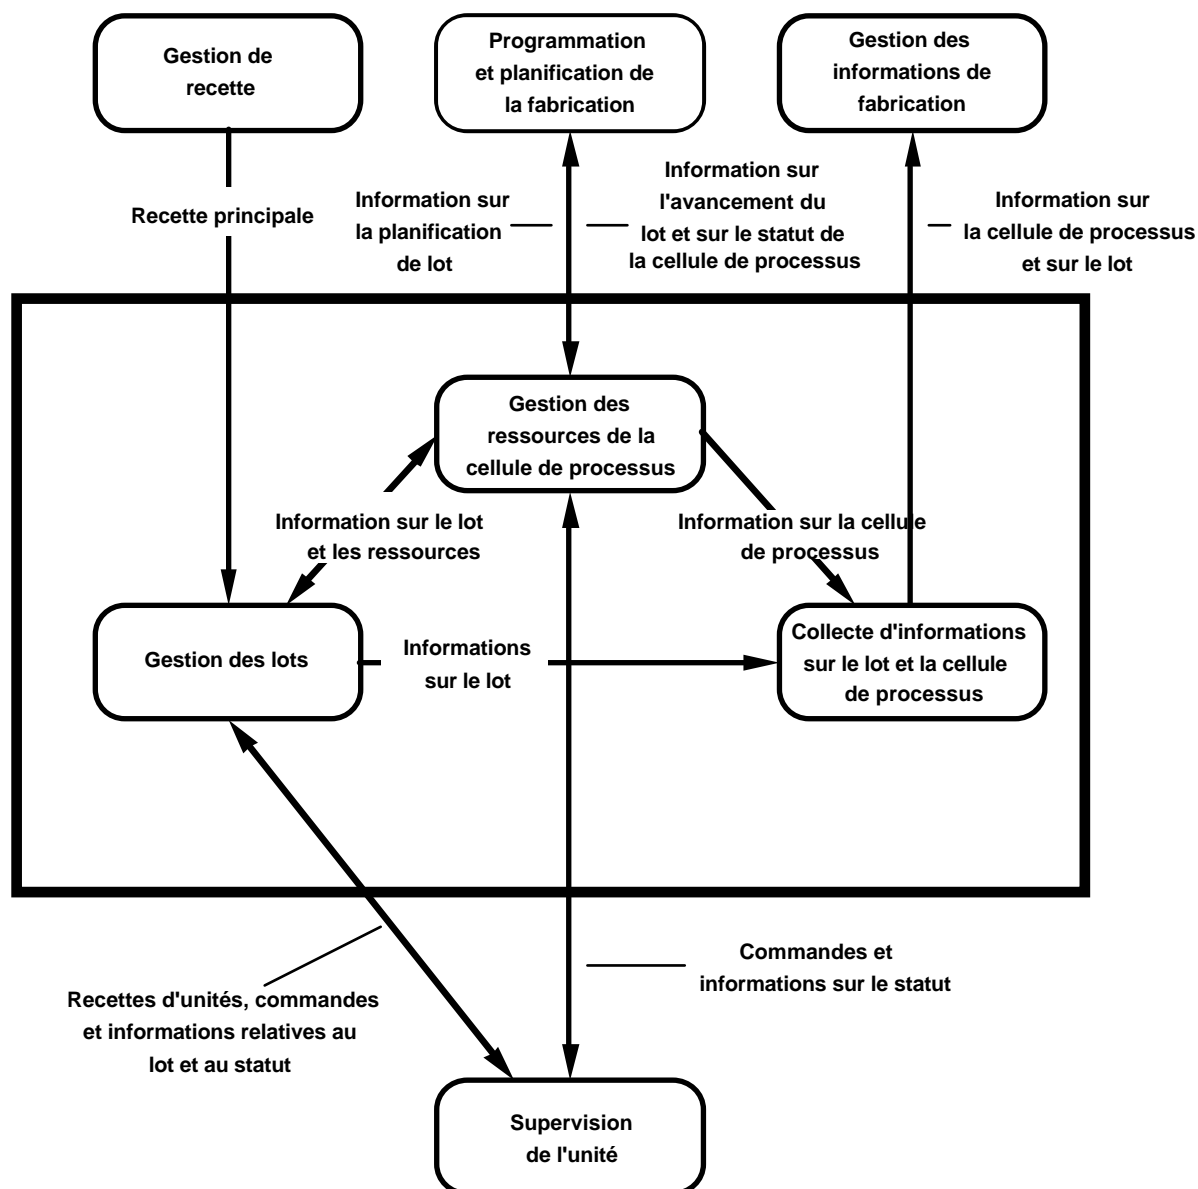 Gestion de
recette
Programmation
et planification de
la fabrication
Gestion des
informations de
fabrication
Recette principale
Information sur
la planification
de lot
Information sur
l'avancement du
lot et sur le statut de
la cellule de processus
Information sur
la cellule de processus
et sur le lot
Gestion des
ressources de la
cellule de processus
Information sur le lot
et les ressources
Information sur la cellule
de processus
Gestion des lots
Informations
sur le lot
Collecte d'informations
sur le lot et la cellule
de processus
Recettes d'unités, commandes
et informations relatives au
lot et au statut
Commandes et
informations sur le statut
Supervision
de l'unité